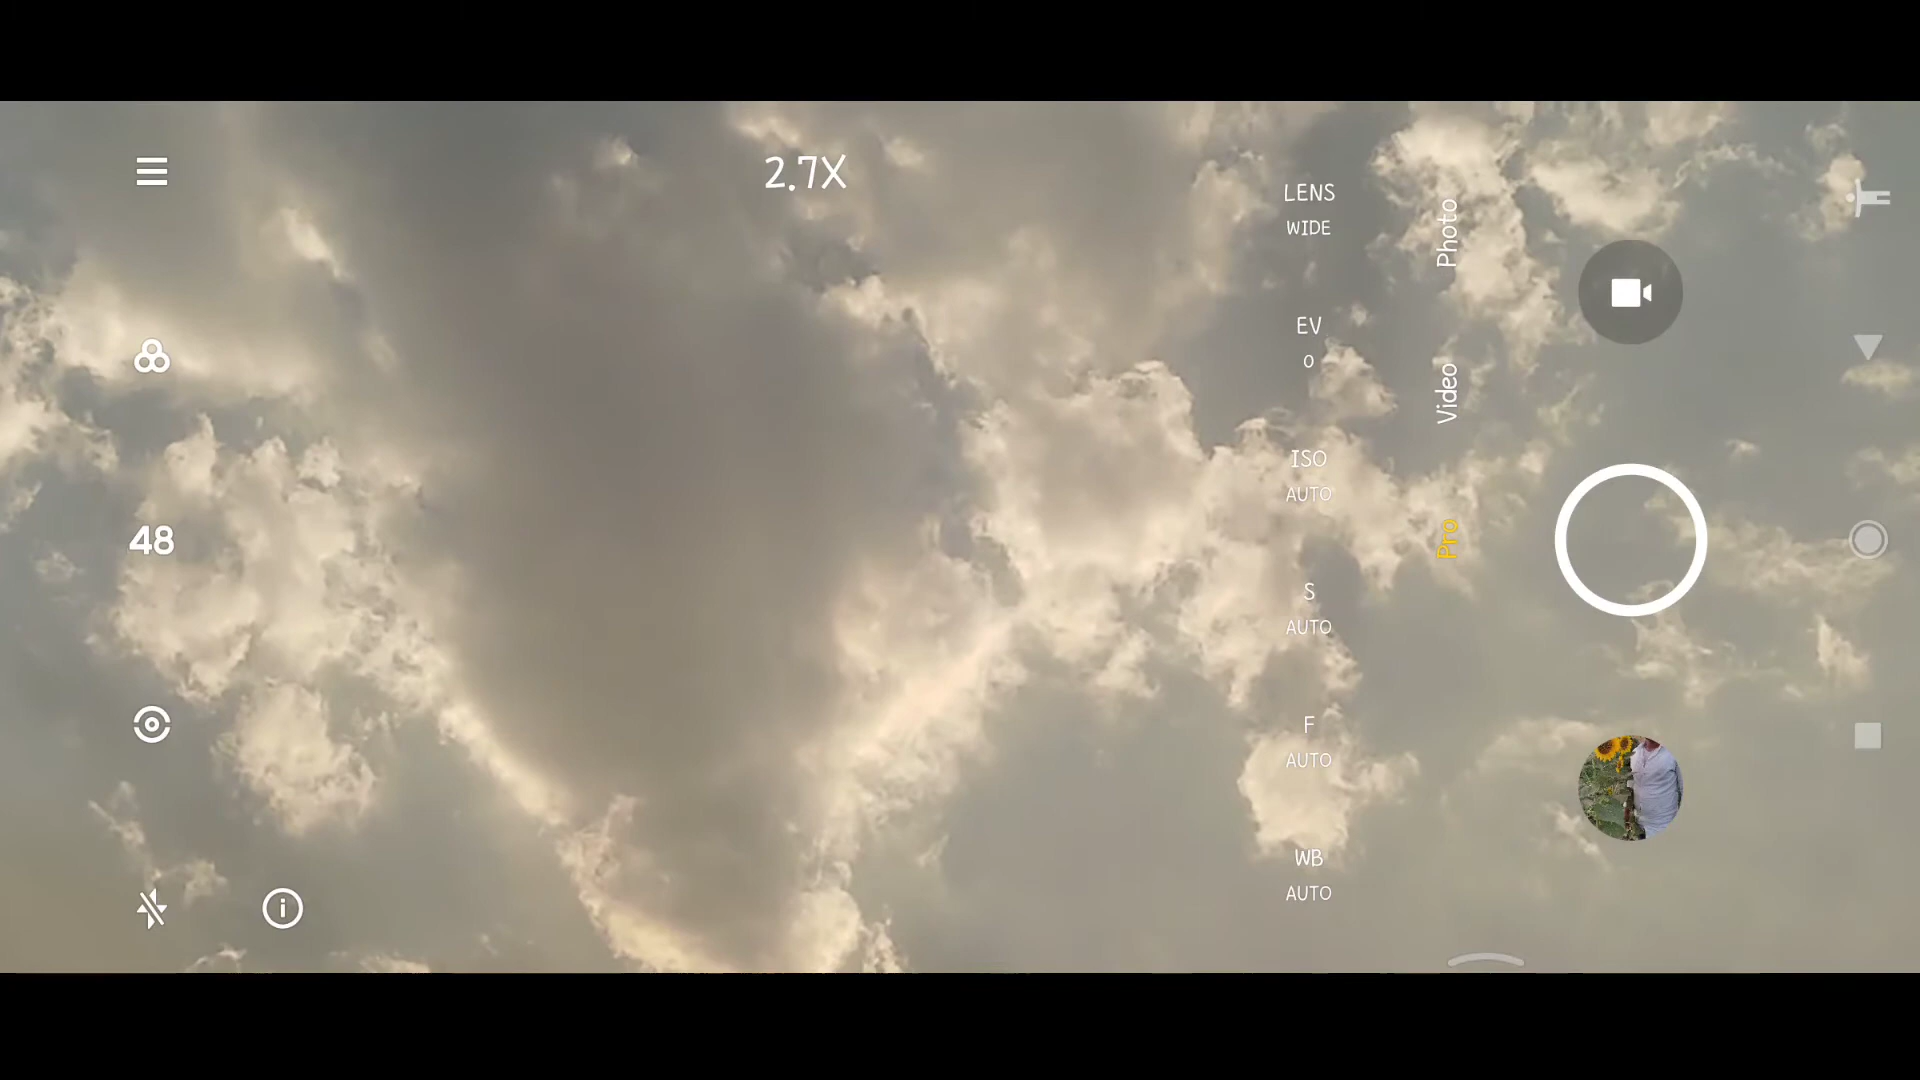 2.7X
LENS
WIDE
EV
0
ISO
AUTO
S
AUTO
F
AUTO
WB
AUTO
Photo
Video
Pro
48
i